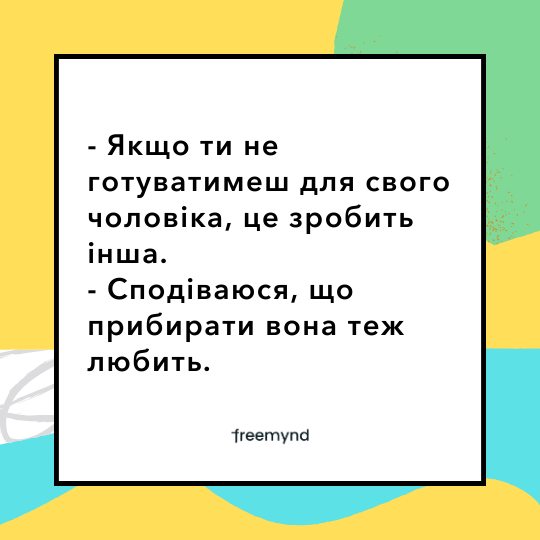 - Якщо ти не
готуватимеш для свого
чоловіка, це зробить
інша.
- Сподіваюся, що
прибирати вона теж
любить.
freemynd